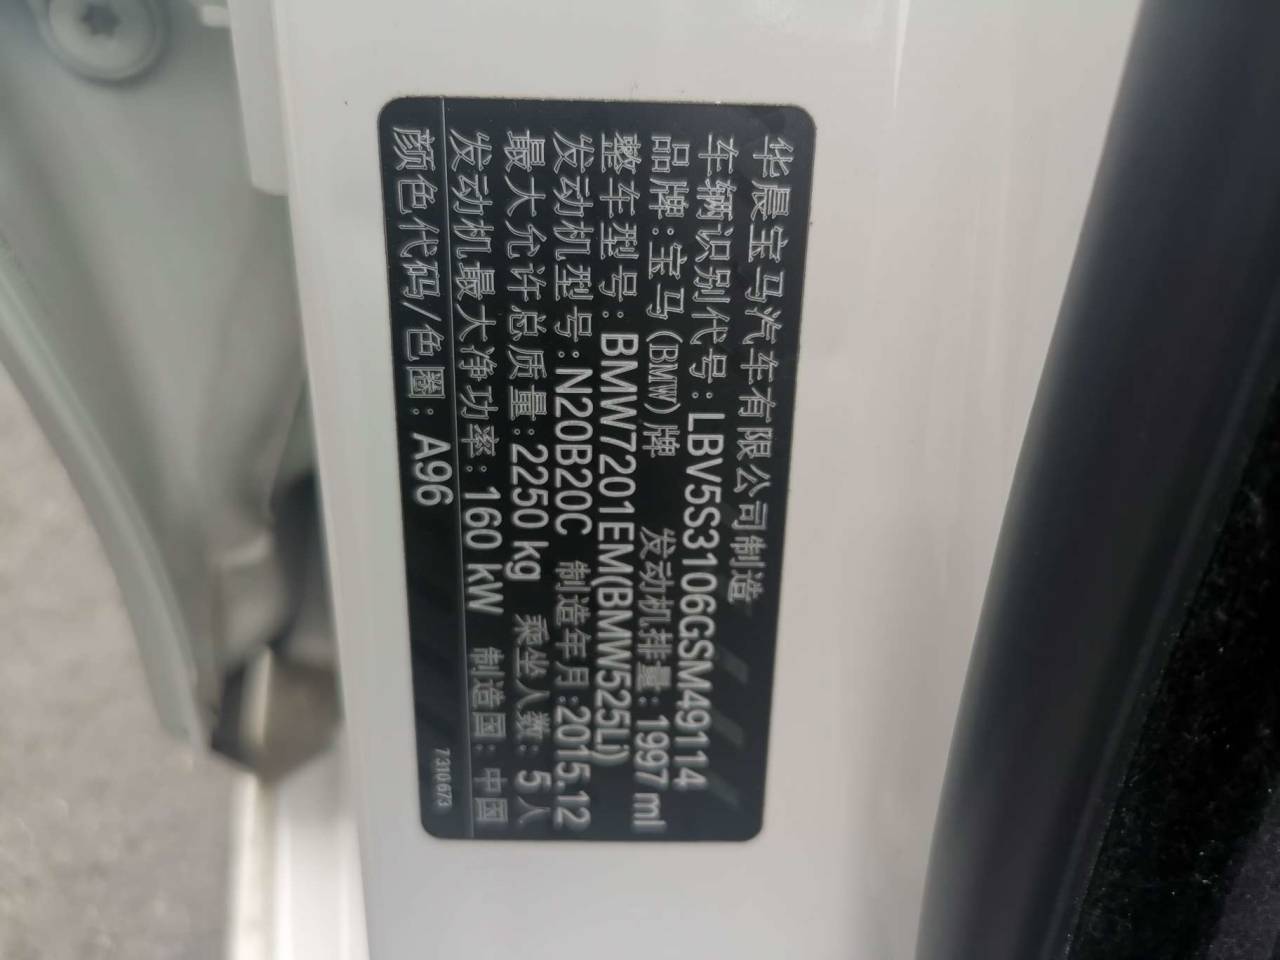 华晨宝马汽车有限公司制造
车辆识别代号:LBV5S3106GSM49114
品牌:宝马(BMW)牌 发动机排量:1997 ml
整车型号:BMW7201EM(BMW525Li)
发动机型号:N20B20C 制造年月:2015.12
最大允许总质量:2250 kg 乘坐人数:5人
发动机最大净功率:160 kW 制造国:中国
颜色代码/色圈:A96 7310673